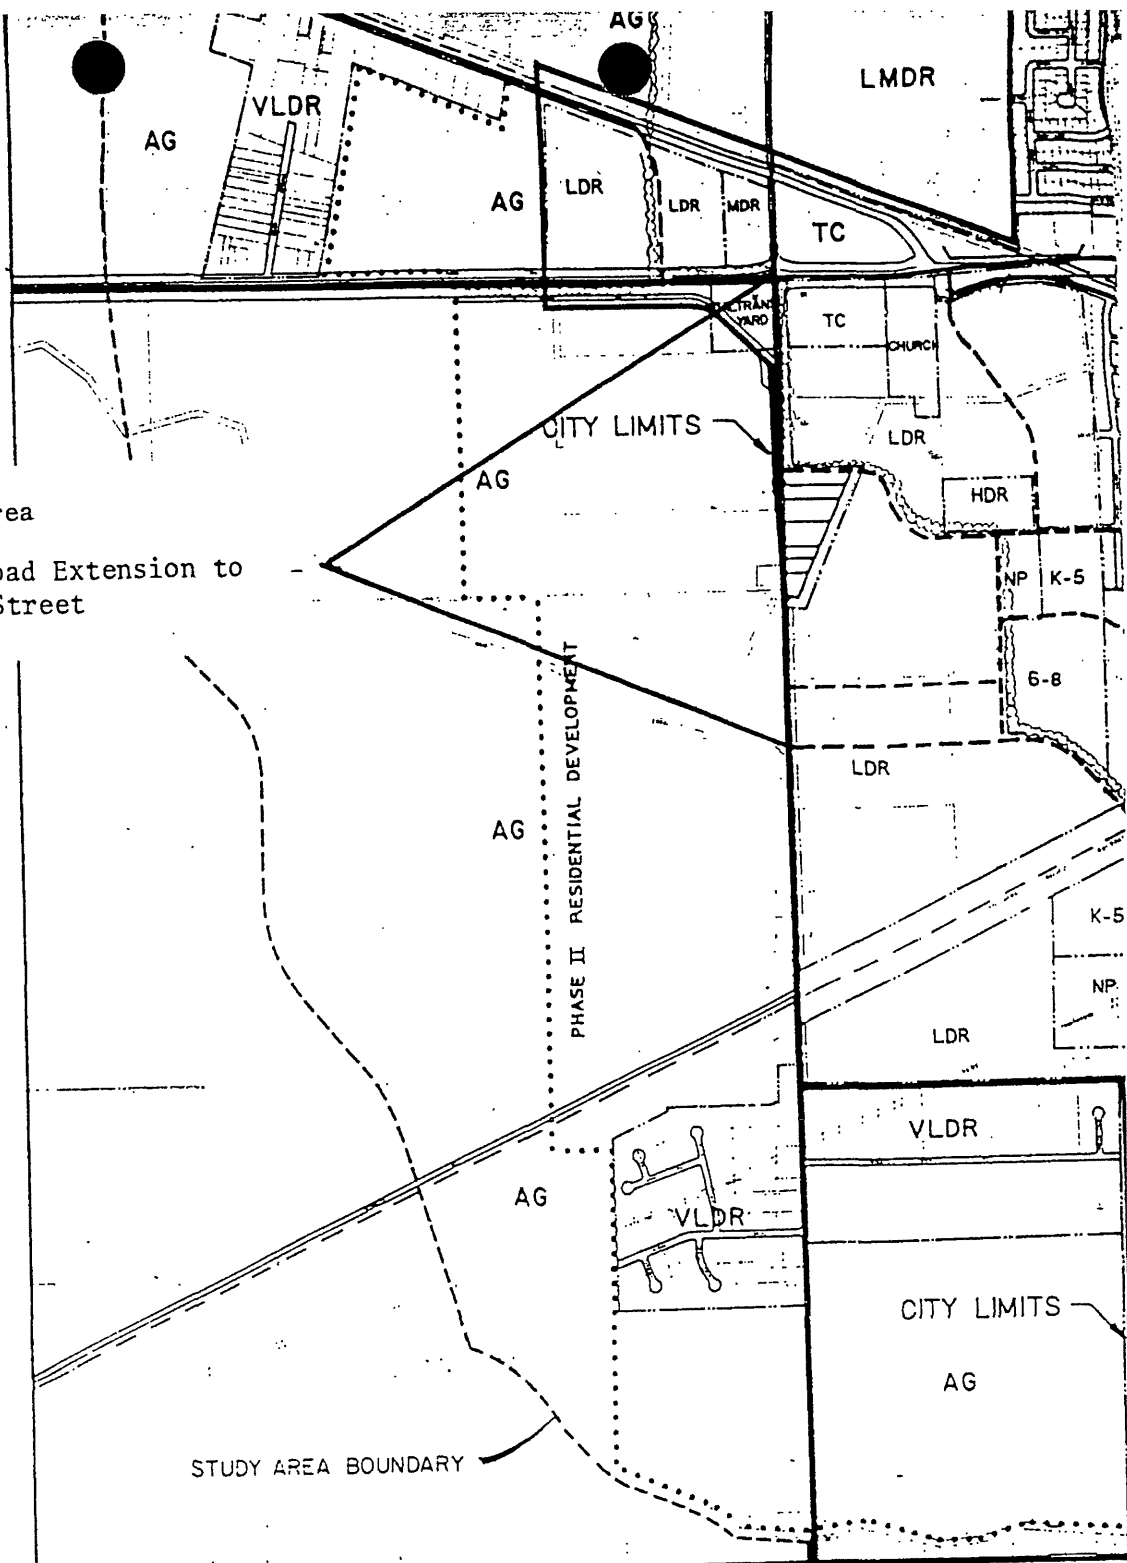 AG
LMDR
VLDR
AG
LDR
AG
LDR
MDR
TC
YARD
TC
CHURCH
CITY LIMITS
LDR
AG
HDR
rea
oad Extension to
Street
NP
K-5
6-8
PHASE II RESIDENTIAL DEVELOPMENT
LDR
AG
K-5
NP
LDR
VLDR
AG
VLDR
CITY LIMITS
AG
STUDY AREA BOUNDARY